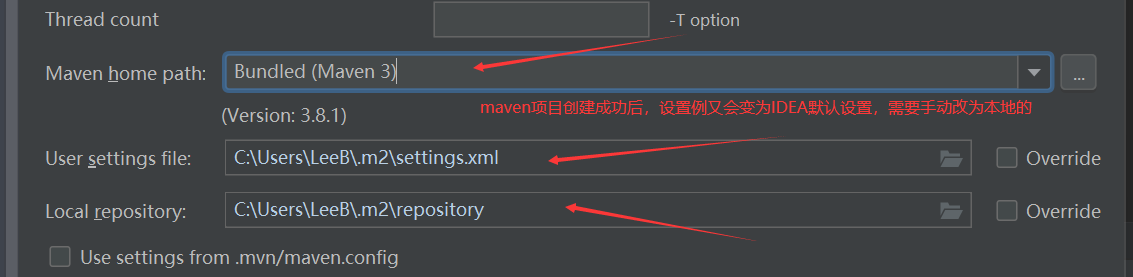 Thread count
-T option
Maven home path:
Bundled (Maven 3)
...
(Version: 3.8.1)
maven项目创建成功后，设置例又会变为IDEA默认设置，需要手动改为本地的
User settings file:
C:\Users\LeeB\.m2\settings.xml
Override
Local repository:
C:\Users\LeeB\.m2\repository
Override
Use settings from .mvn/maven.config